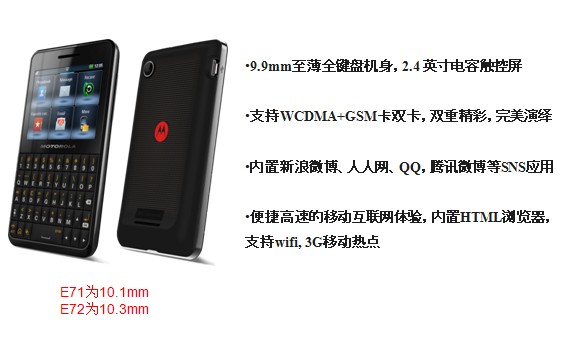 MOTOROLA
E71为10.1mm
E72为10.3mm
·9.9mm至薄全键盘机身, 2.4 英寸电容触控屏
·支持WCDMA+GSM卡双卡, 双重精彩, 完美演绎
·内置新浪微博、人人网、QQ, 腾讯微博等SNS应用
·便捷高速的移动互联网体验, 内置HTML浏览器,
支持wifi, 3G移动热点